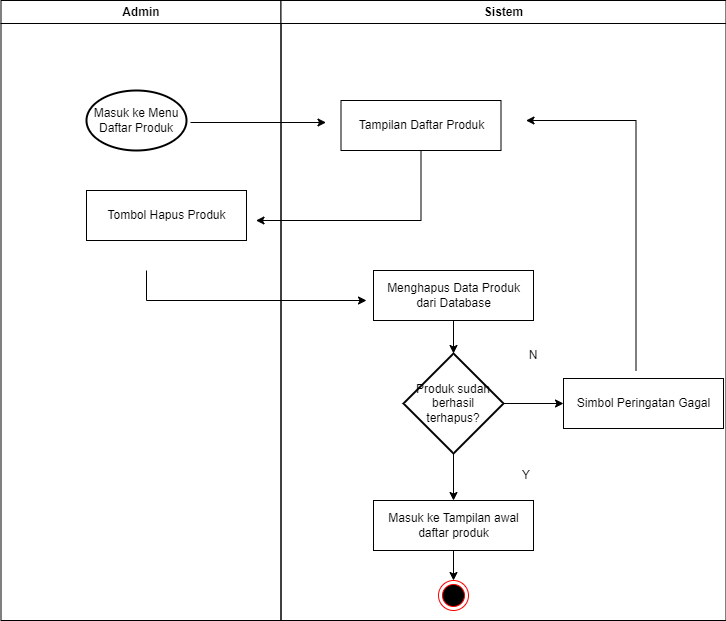 Admin
Sistem
Masuk ke Menu
Daftar Produk
Tampilan Daftar Produk
Tombol Hapus Produk
Menghapus Data Produk
dari Database
N
Produk sudah
berhasil
terhapus?
Simbol Peringatan Gagal
Y
Masuk ke Tampilan awal
daftar produk